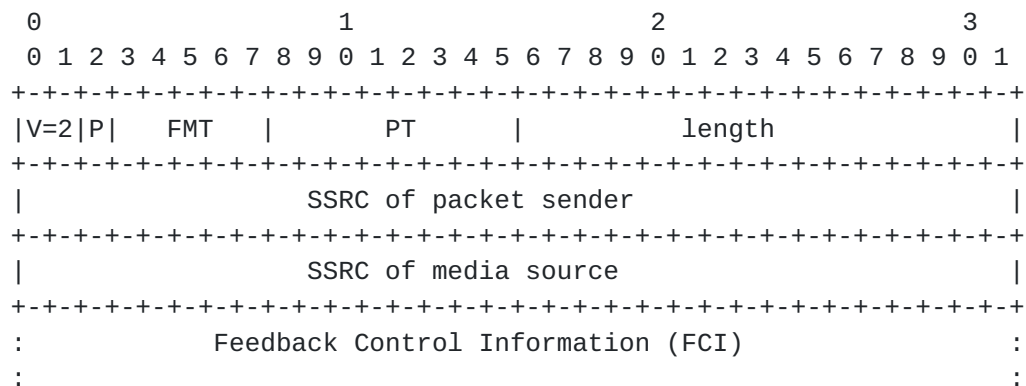 0                   1                   2                   3
 0 1 2 3 4 5 6 7 8 9 0 1 2 3 4 5 6 7 8 9 0 1 2 3 4 5 6 7 8 9 0 1
+-+-+-+-+-+-+-+-+-+-+-+-+-+-+-+-+-+-+-+-+-+-+-+-+-+-+-+-+-+-+-+-+
|V=2|P|   FMT   |       PT      |          length               |
+-+-+-+-+-+-+-+-+-+-+-+-+-+-+-+-+-+-+-+-+-+-+-+-+-+-+-+-+-+-+-+-+
|                  SSRC of packet sender                        |
+-+-+-+-+-+-+-+-+-+-+-+-+-+-+-+-+-+-+-+-+-+-+-+-+-+-+-+-+-+-+-+-+
|                  SSRC of media source                         |
+-+-+-+-+-+-+-+-+-+-+-+-+-+-+-+-+-+-+-+-+-+-+-+-+-+-+-+-+-+-+-+-+
:            Feedback Control Information (FCI)                 :
:                                                               :